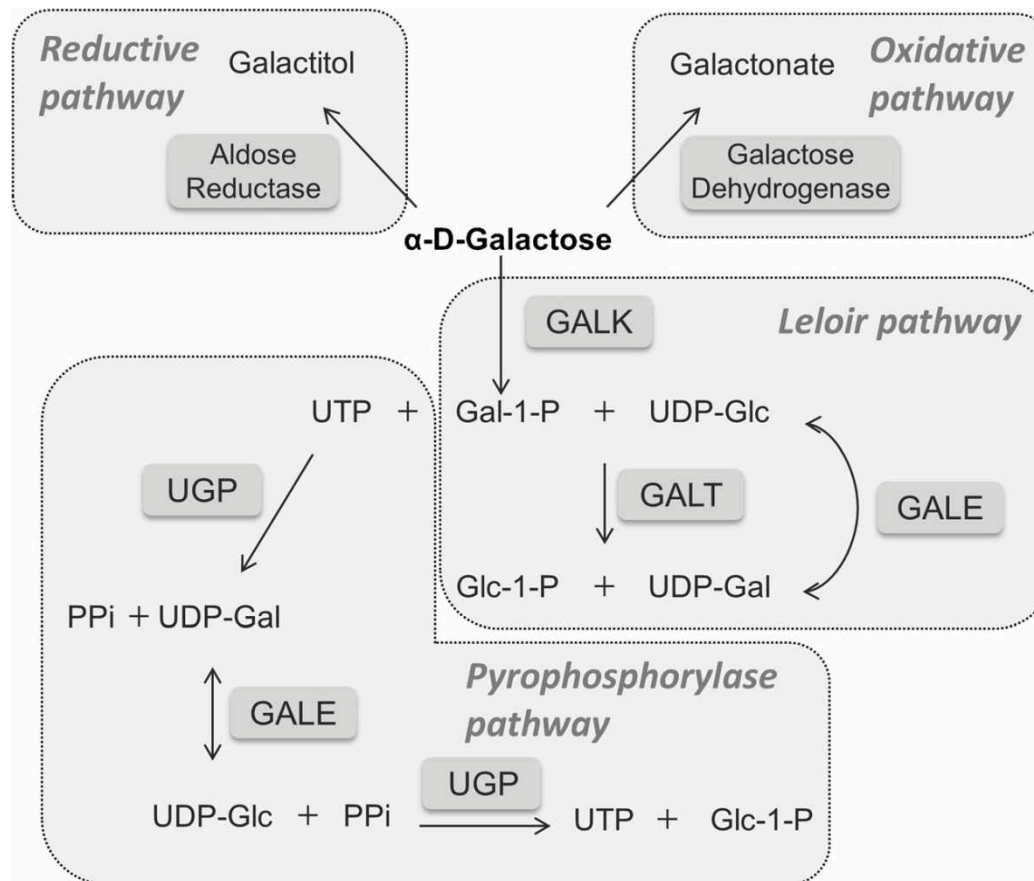 Reductive
pathway
Galactitol
Aldose
Reductase
Galactonate
Oxidative
pathway
Galactose
Dehydrogenase
α-D-Galactose
GALK
Leloir pathway
UTP + Gal-1-P + UDP-Glc
UGP
GALT
GALE
Glc-1-P + UDP-Gal
PPi + UDP-Gal
GALE
Pyrophosphorylase
pathway
UGP
UDP-Glc + PPi
UTP + Glc-1-P